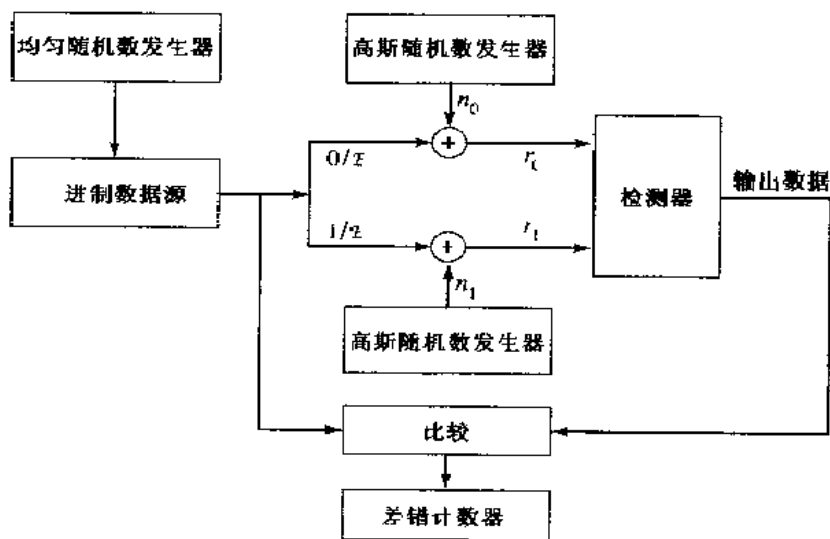 均匀随机数发生器
高斯随机数发生器
n₀
0/E
r₀
进制数据源
检测器
输出数据
1/E
r₁
n₁
高斯随机数发生器
比较
差错计数器